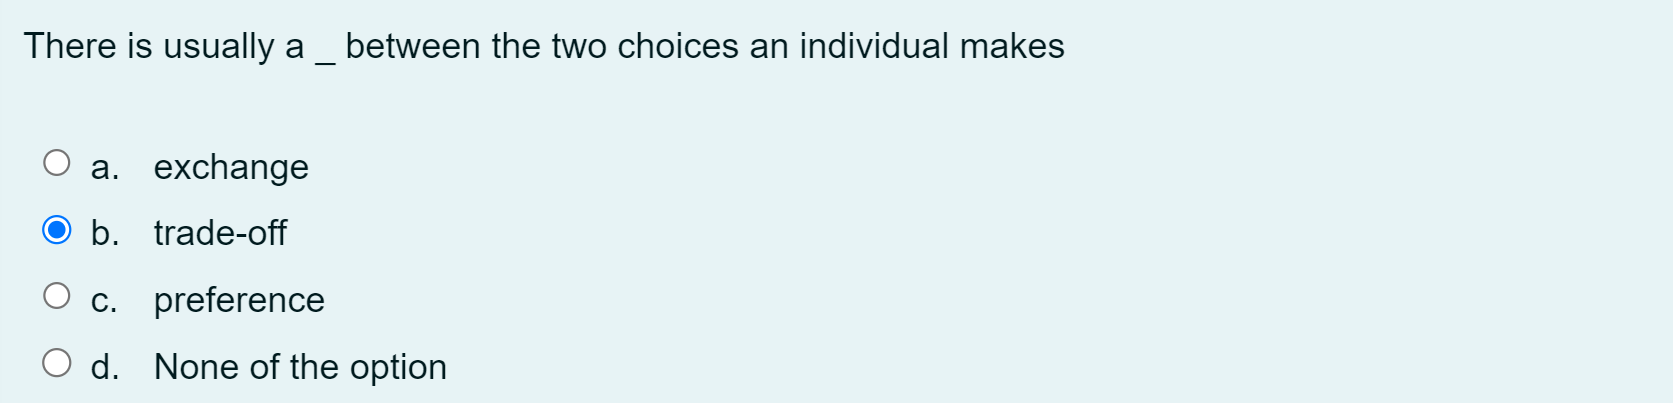 There is usually a _ between the two choices an individual makes
a. exchange
b. trade-off
c. preference
d. None of the option